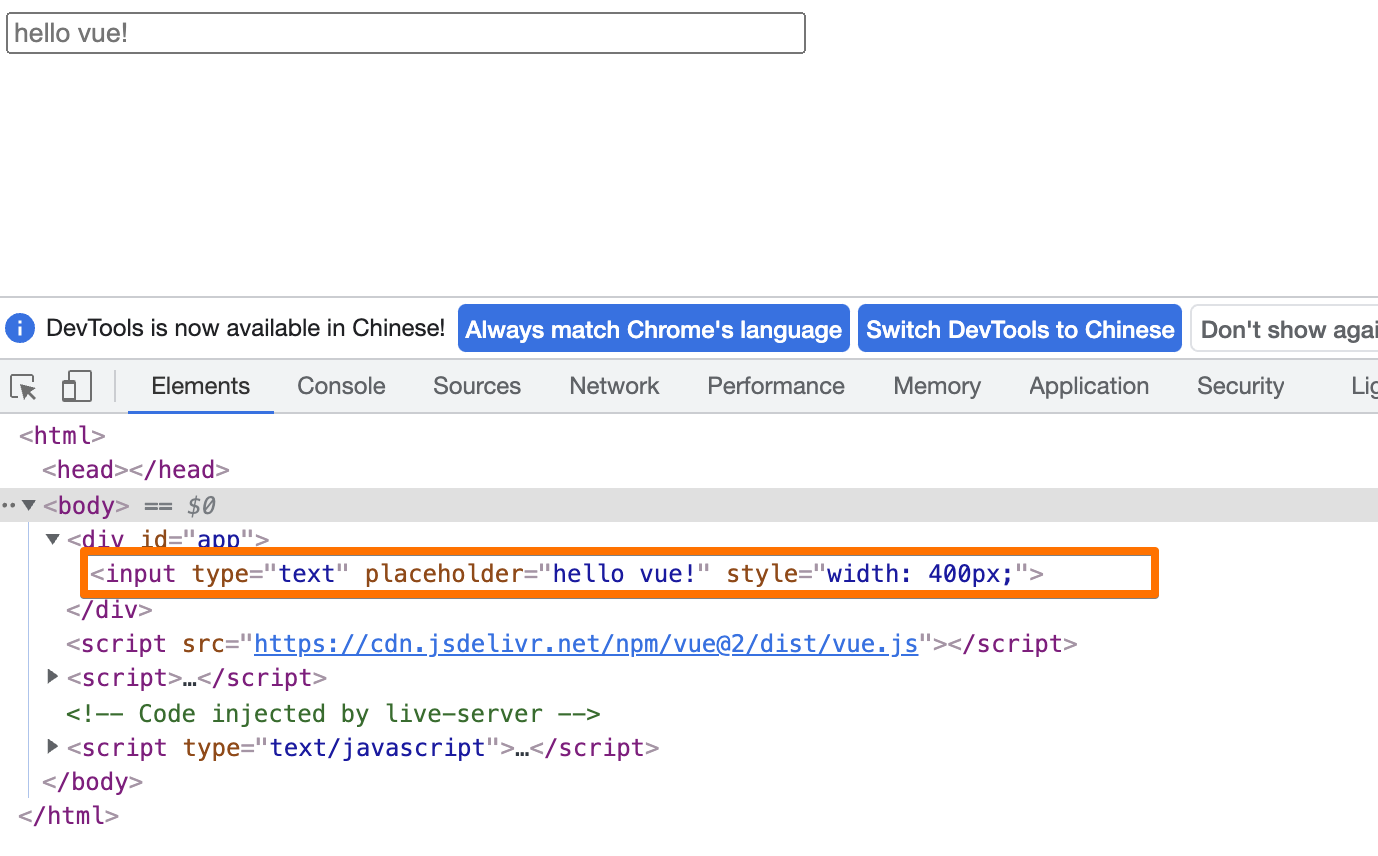 hello vue!
DevTools is now available in Chinese! Always match Chrome's language Switch DevTools to Chinese Don't show agai
Elements Console Sources Network Performance Memory Application Security Lig
<html>
<head></head>
<body> == $0
<div id="app">
<input type="text" placeholder="hello vue!" style="width: 400px;">
</div>
<script src="https://cdn.jsdelivr.net/npm/vue@2/dist/vue.js"></script>
<script>…</script>
<!-- Code injected by live-server -->
<script type="text/javascript">…</script>
</body>
</html>